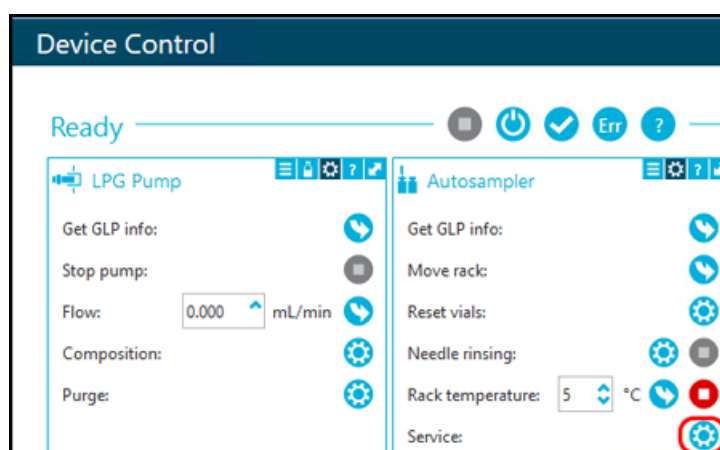 Device Control
Ready
Err ?
LPG Pump
?
Get GLP info:
Stop pump:
Flow: 0.000 mL/min
Composition:
Purge:
Autosampler
?
Get GLP info:
Move rack:
Reset vials:
Needle rinsing:
Rack temperature: 5 °C
Service: